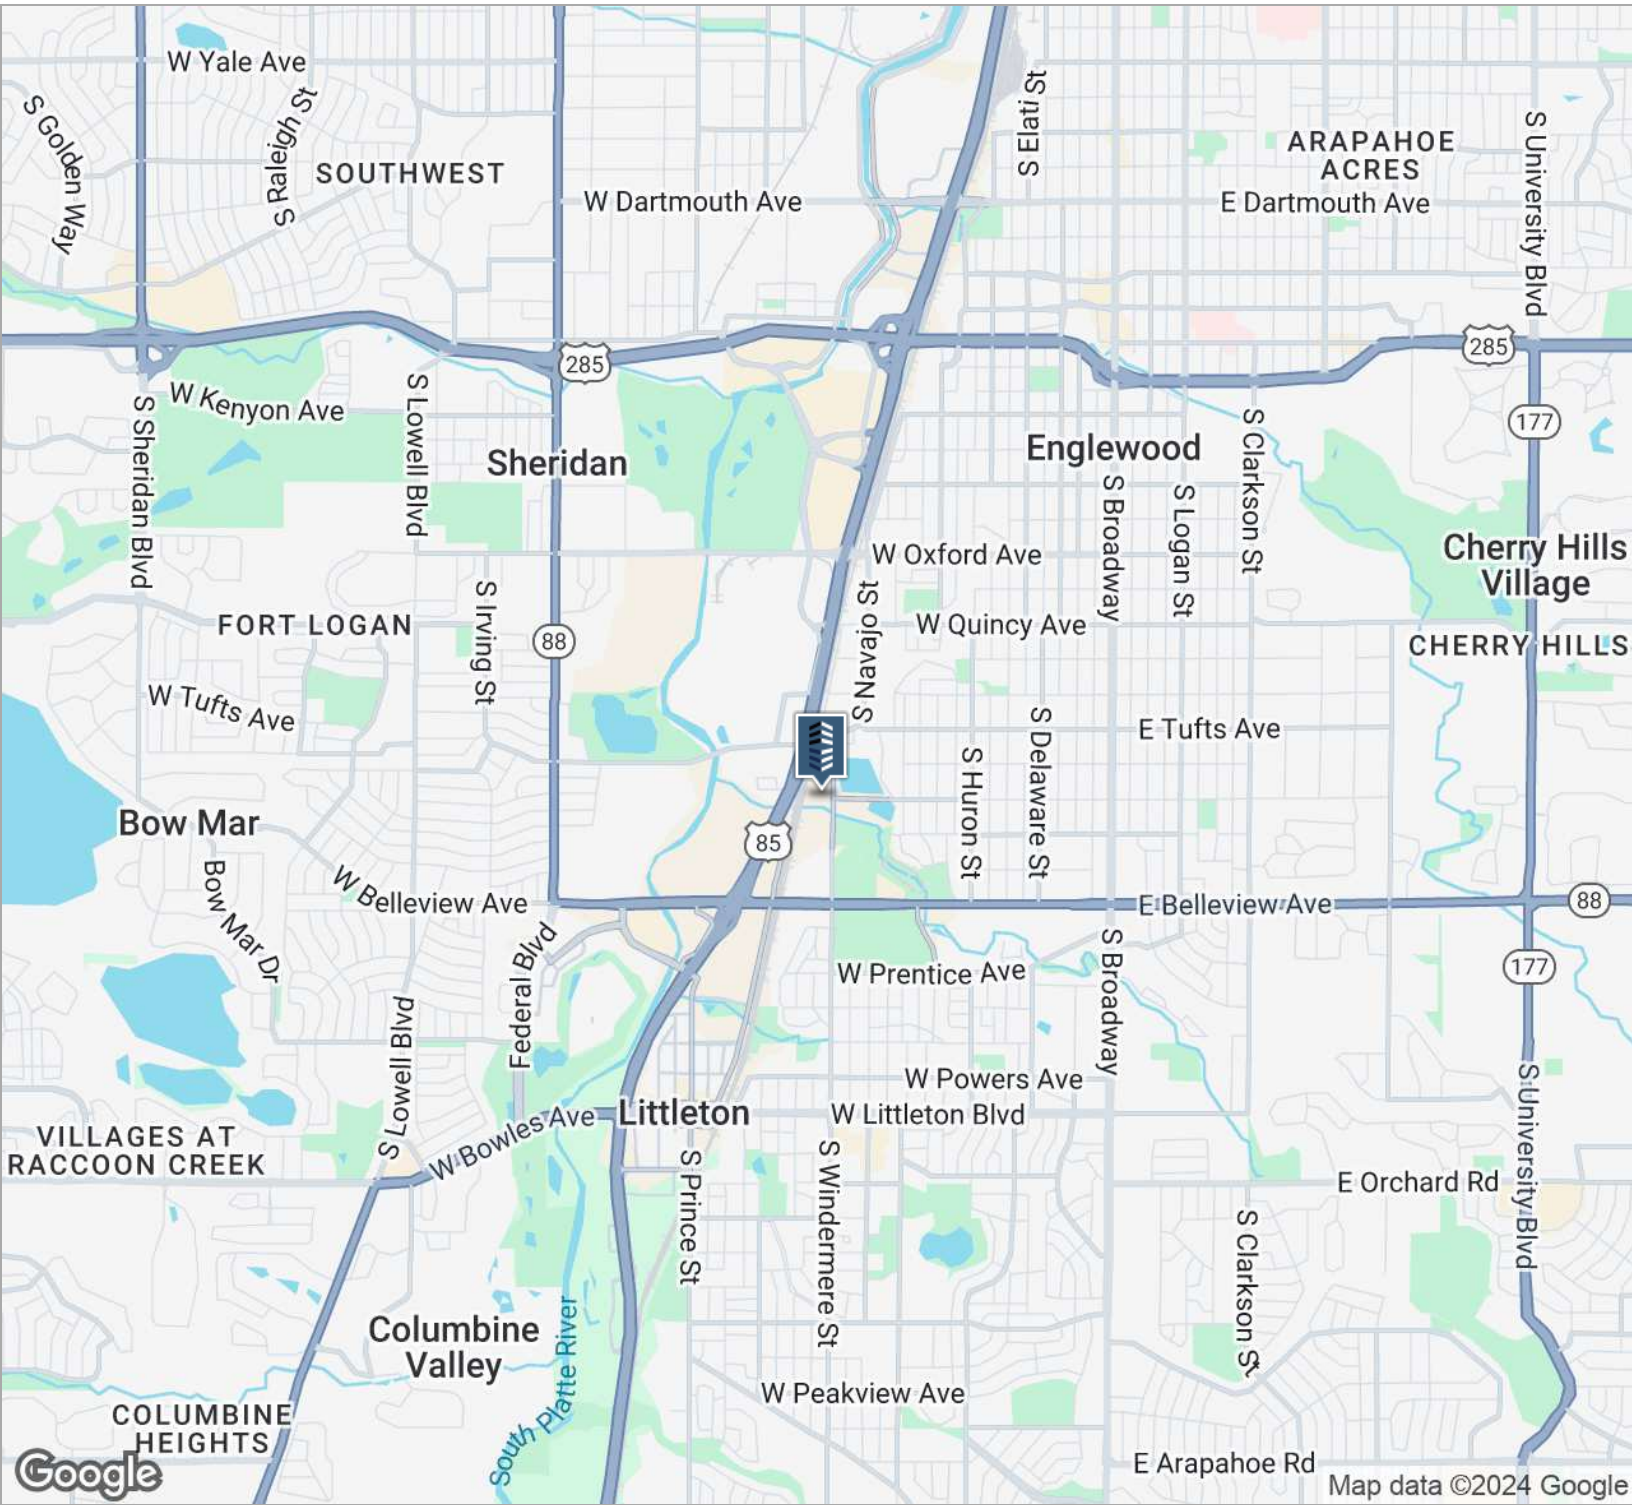 W Yale Ave
S Golden Way
S Raleigh St
SOUTHWEST
S Elati St
ARAPAHOE
ACRES
S University Blvd
W Dartmouth Ave
E Dartmouth Ave
285
285
W Kenyon Ave
S Sheridan Blvd
S Lowell Blvd
Sheridan
Englewood
S Clarkson St
177
S Broadway
S Logan St
W Oxford Ave
Cherry Hills
Village
S Irving St
S Navajo St
FORT LOGAN
W Quincy Ave
88
CHERRY HILLS
W Tufts Ave
S Delaware St
E Tufts Ave
S Huron St
Bow Mar
85
Bow Mar Dr
W Belleview Ave
E Belleview Ave
88
Federal Blvd
S Broadway
W Prentice Ave
177
S Lowell Blvd
W Powers Ave
S University Blvd
W Bowles Ave
Littleton
W Littleton Blvd
VILLAGES AT
RACCOON CREEK
S Prince St
S Windermere St
E Orchard Rd
S Clarkson St
Columbine
Valley
South Platte River
W Peakview Ave
COLUMBINE
HEIGHTS
E Arapahoe Rd
Google
Map data ©2024 Google